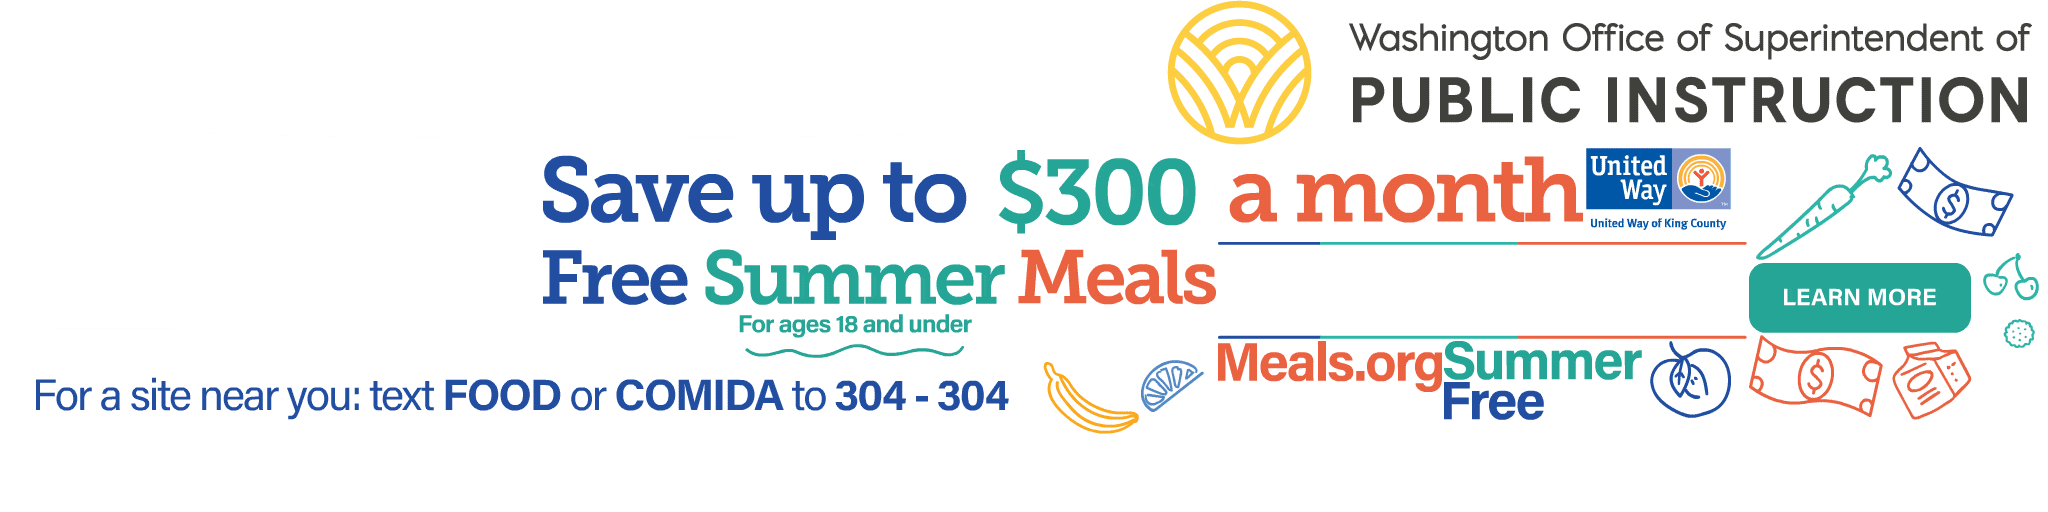 Washington Office of Superintendent of
PUBLIC INSTRUCTION
Save up to $300 a month
United
Way
United Way of King County
Free Summer Meals
For ages 18 and under
LEARN MORE
Meals.orgSummer
Free
For a site near you: text FOOD or COMIDA to 304 - 304